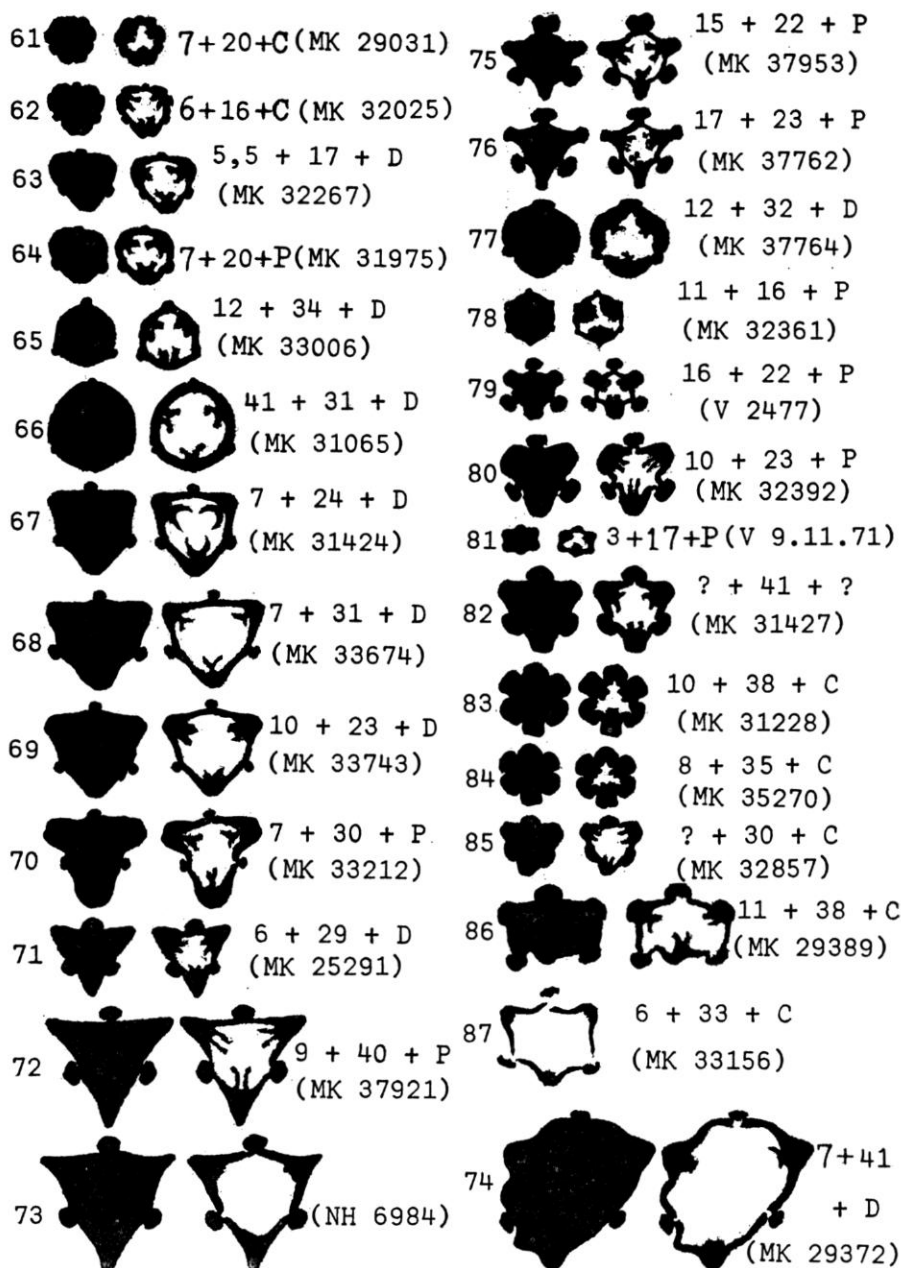 61 7+20+C(MK 29031)
62 6+16+C(MK 32025)
63 5,5 + 17 + D
(MK 32267)
64 7+20+P(MK 31975)
65 12 + 34 + D
(MK 33006)
66 41 + 31 + D
(MK 31065)
67 7 + 24 + D
(MK 31424)
68 7 + 31 + D
(MK 33674)
69 10 + 23 + D
(MK 33743)
70 7 + 30 + P
(MK 33212)
71 6 + 29 + D
(MK 25291)
72 9 + 40 + P
(MK 37921)
73 (NH 6984)
75 15 + 22 + P
(MK 37953)
76 17 + 23 + P
(MK 37762)
77 12 + 32 + D
(MK 37764)
78 11 + 16 + P
(MK 32361)
79 16 + 22 + P
(V 2477)
80 10 + 23 + P
(MK 32392)
81 3+17+P(V 9.11.71)
82 ? + 41 + ?
(MK 31427)
83 10 + 38 + C
(MK 31228)
84 8 + 35 + C
(MK 35270)
85 ? + 30 + C
(MK 32857)
86 11 + 38 +C
(MK 29389)
87 6 + 33 + C
(MK 33156)
74 7+41
+ D
(MK 29372)